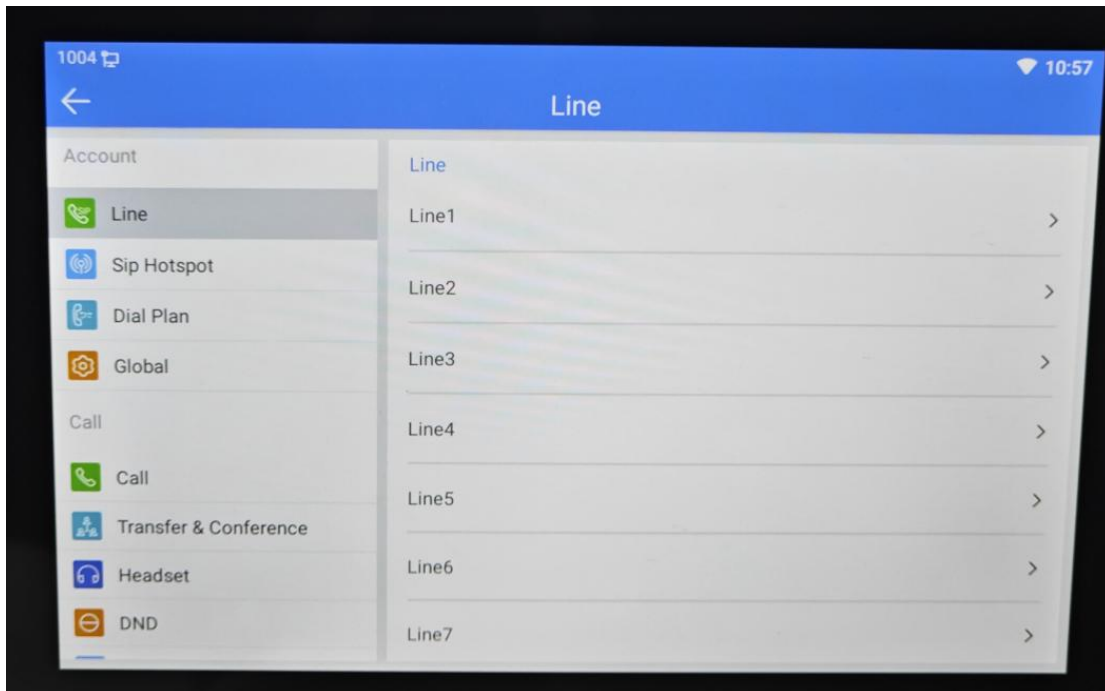 1004
10:57
Line
Account
Line
Sip Hotspot
Dial Plan
Global
Call
Call
Transfer & Conference
Headset
DND
Line
Line1
Line2
Line3
Line4
Line5
Line6
Line7